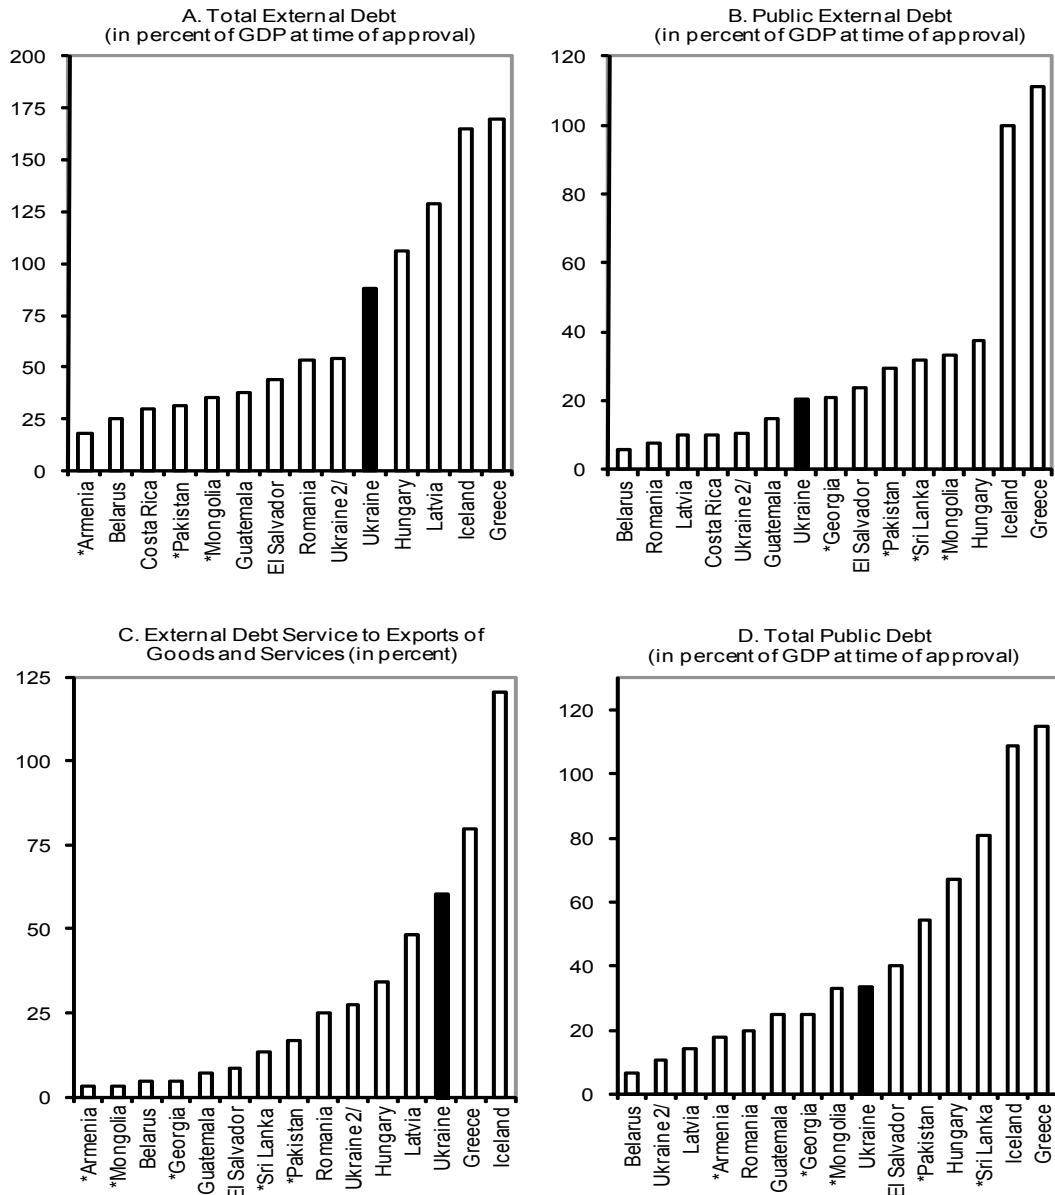 A. Total External Debt
(in percent of GDP at time of approval)
200
175
150
125
100
75
50
25
0
*Armenia
Belarus
Costa Rica
*Pakistan
*Mongolia
Guatemala
El Salvador
Romania
Ukraine 2/
Ukraine
Hungary
Latvia
Iceland
Greece
B. Public External Debt
(in percent of GDP at time of approval)
120
100
80
60
40
20
0
Belarus
Romania
Latvia
Costa Rica
Ukraine 2/
Guatemala
Ukraine
*Georgia
El Salvador
*Pakistan
*Sri Lanka
*Mongolia
Hungary
Iceland
Greece
C. External Debt Service to Exports of
Goods and Services (in percent)
125
100
75
50
25
0
*Armenia
*Mongolia
Belarus
*Georgia
Guatemala
El Salvador
*Sri Lanka
*Pakistan
Romania
Ukraine 2/
Hungary
Latvia
Ukraine
Greece
Iceland
D. Total Public Debt
(in percent of GDP at time of approval)
120
100
80
60
40
20
0
Belarus
Ukraine 2/
Latvia
*Armenia
Romania
Guatemala
*Georgia
*Mongolia
Ukraine
El Salvador
*Pakistan
Hungary
*Sri Lanka
Iceland
Greece